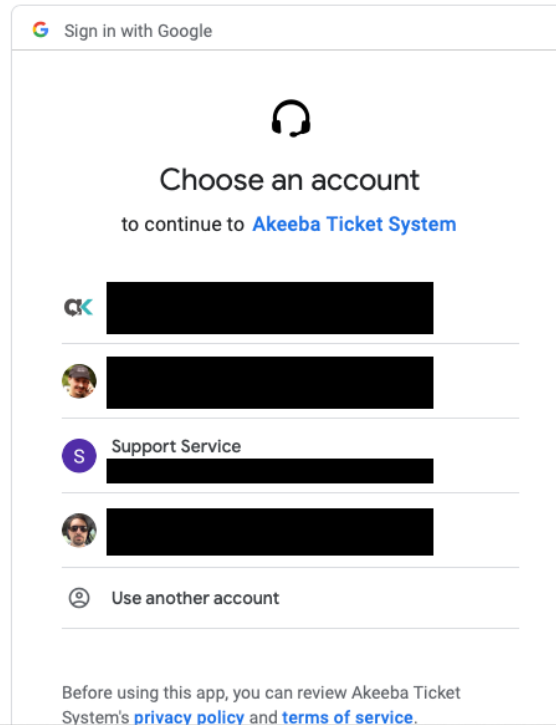 Sign in with Google
Choose an account
to continue to Akeeba Ticket System
Support Service
S
Use another account
Before using this app, you can review Akeeba Ticket
System's privacy policy and terms of service.